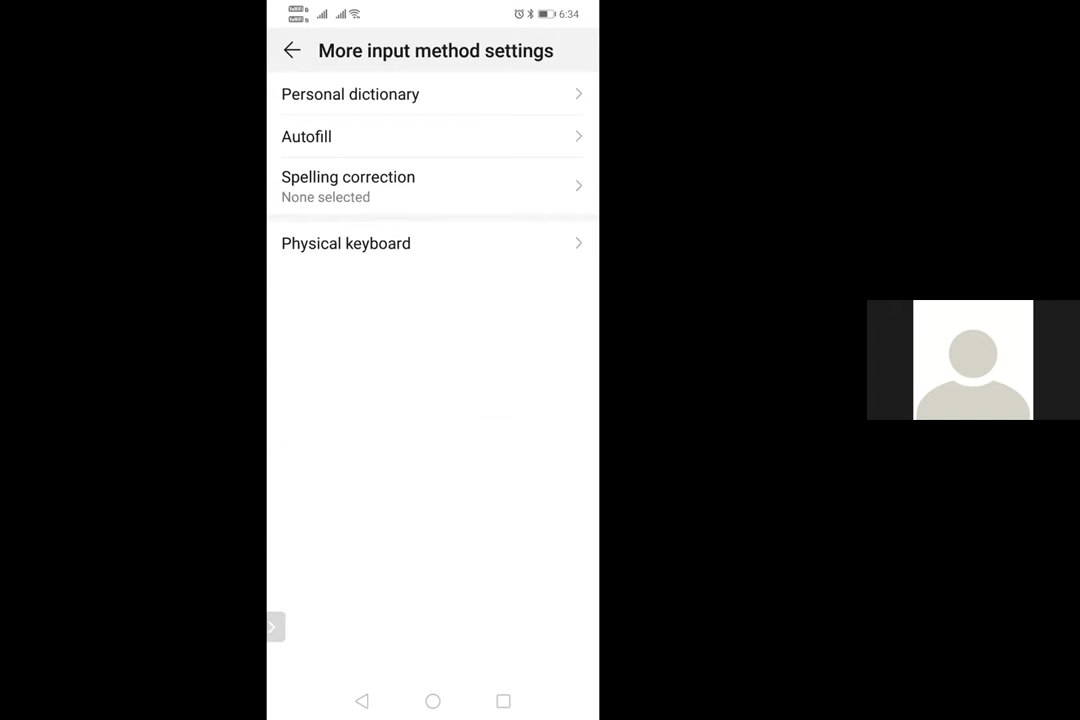 6:34
More input method settings
Personal dictionary
Autofill
Spelling correction
None selected
Physical keyboard